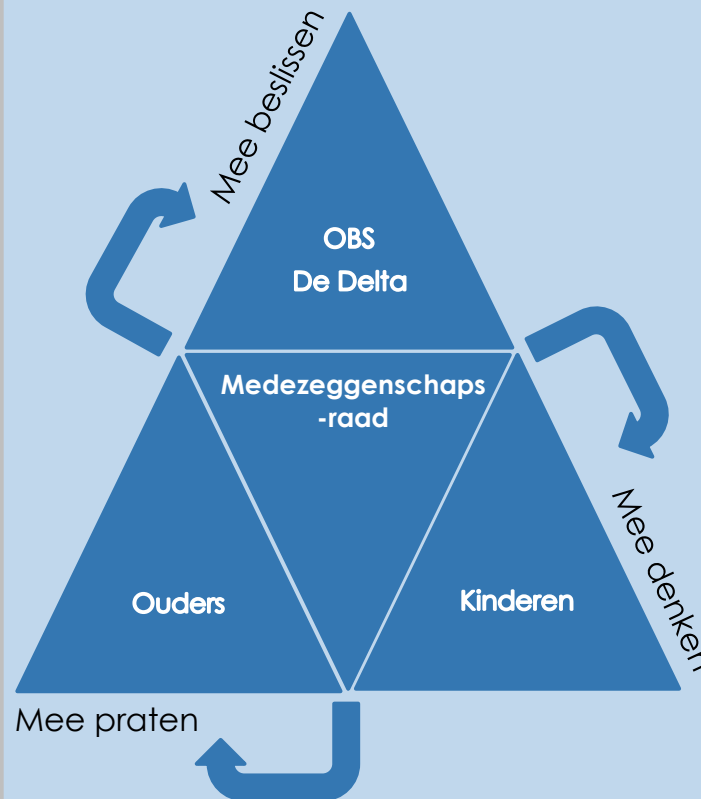 Mee beslissen
OBS
De Delta
Medezeggenschaps
-raad
Ouders
Kinderen
Mee denken
Mee praten